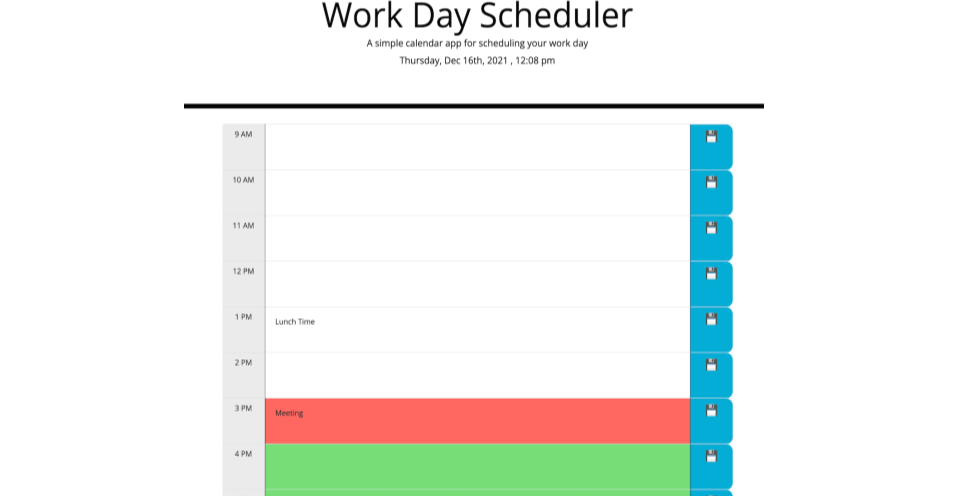 Work Day Scheduler
A simple calendar app for scheduling your work day
Thursday, Dec 16th, 2021 , 12:08 pm
9 AM
10 AM
11 AM
12 PM
1 PM Lunch Time
2 PM
3 PM Meeting
4 PM